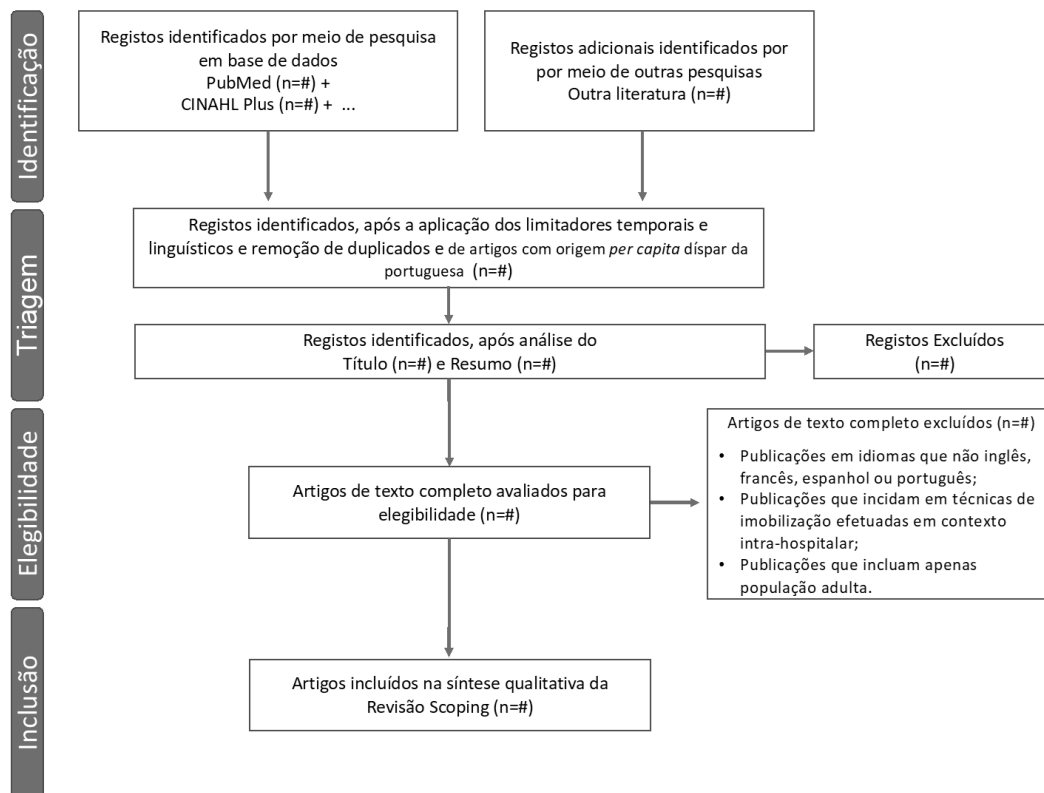 Identificação
Registos identificados por meio de pesquisa
em base de dados
PubMed (n=#) +
CINAHL Plus (n=#) + ...
Registos adicionais identificados por
por meio de outras pesquisas
Outra literatura (n=#)
Triagem
Registos identificados, após a aplicação dos limitadores temporais e
linguísticos e remoção de duplicados e de artigos com origem per capita díspar da
portuguesa (n=#)
Registos identificados, após análise do
Título (n=#) e Resumo (n=#)
Registos Excluídos
(n=#)
Elegibilidade
Artigos de texto completo avaliados para
elegibilidade (n=#)
Artigos de texto completo excluídos (n=#)
• Publicações em idiomas que não inglês,
francês, espanhol ou português;
• Publicações que incidam em técnicas de
imobilização efetuadas em contexto
intra-hospitalar;
• Publicações que incluam apenas
população adulta.
Inclusão
Artigos incluídos na síntese qualitativa da
Revisão Scoping (n=#)